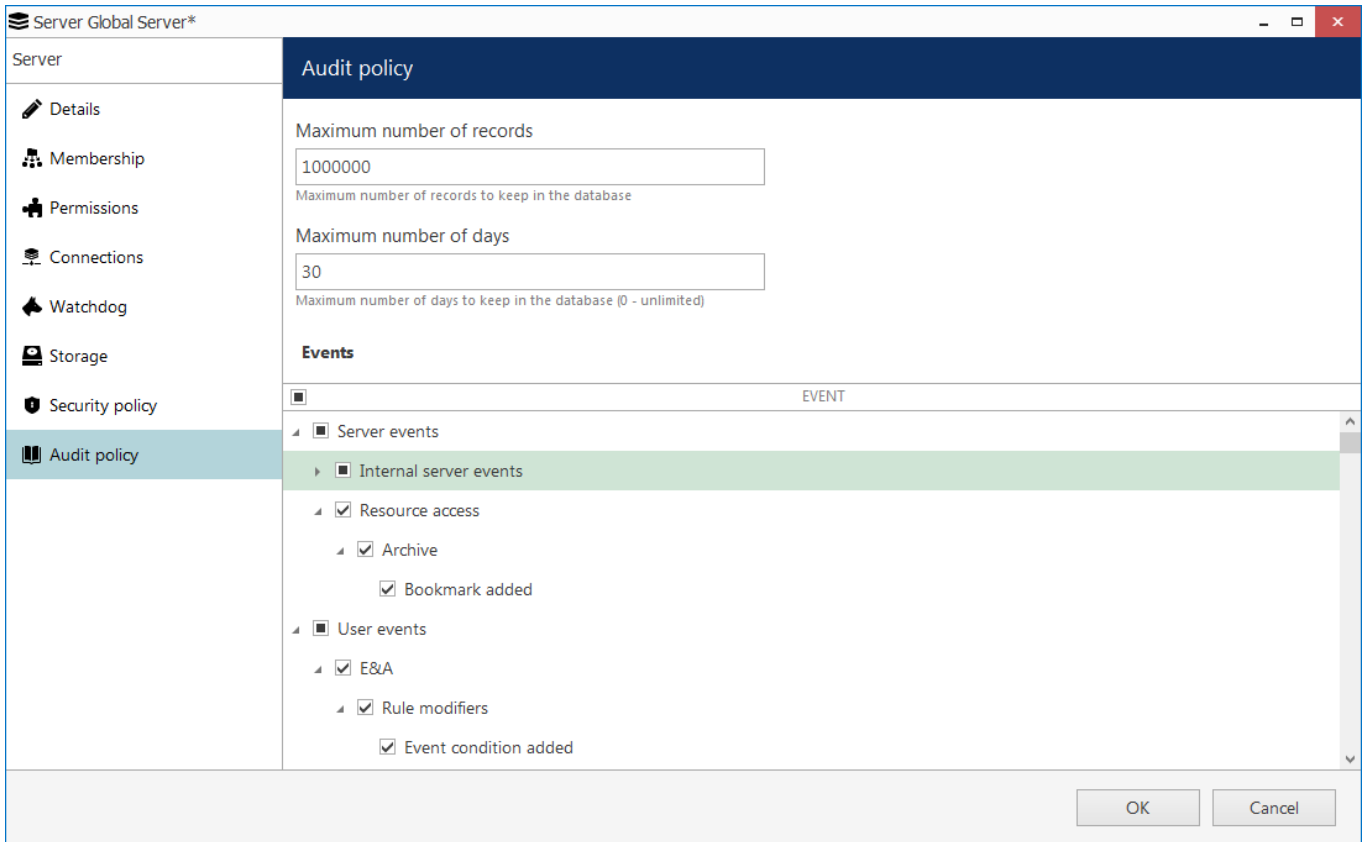 Server Global Server*
Server
Details
Membership
Permissions
Connections
Watchdog
Storage
Security policy
Audit policy
Audit policy
Maximum number of records
1000000
Maximum number of records to keep in the database
Maximum number of days
30
Maximum number of days to keep in the database (0 - unlimited)
Events
EVENT
Server events
Internal server events
Resource access
Archive
Bookmark added
User events
E&A
Rule modifiers
Event condition added
OK
Cancel